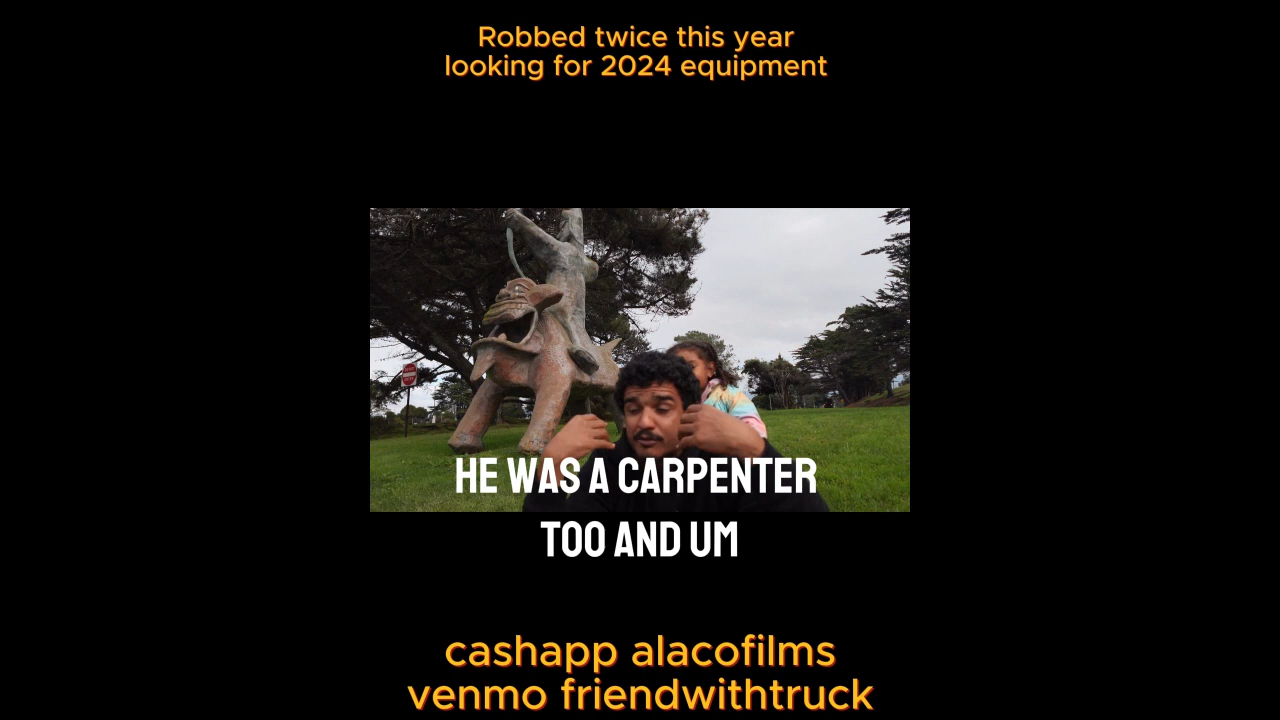 Robbed twice this year
looking for 2024 equipment
HE WAS A CARPENTER
TOO AND UM
cashapp alacofilms
venmo friendwithtruck